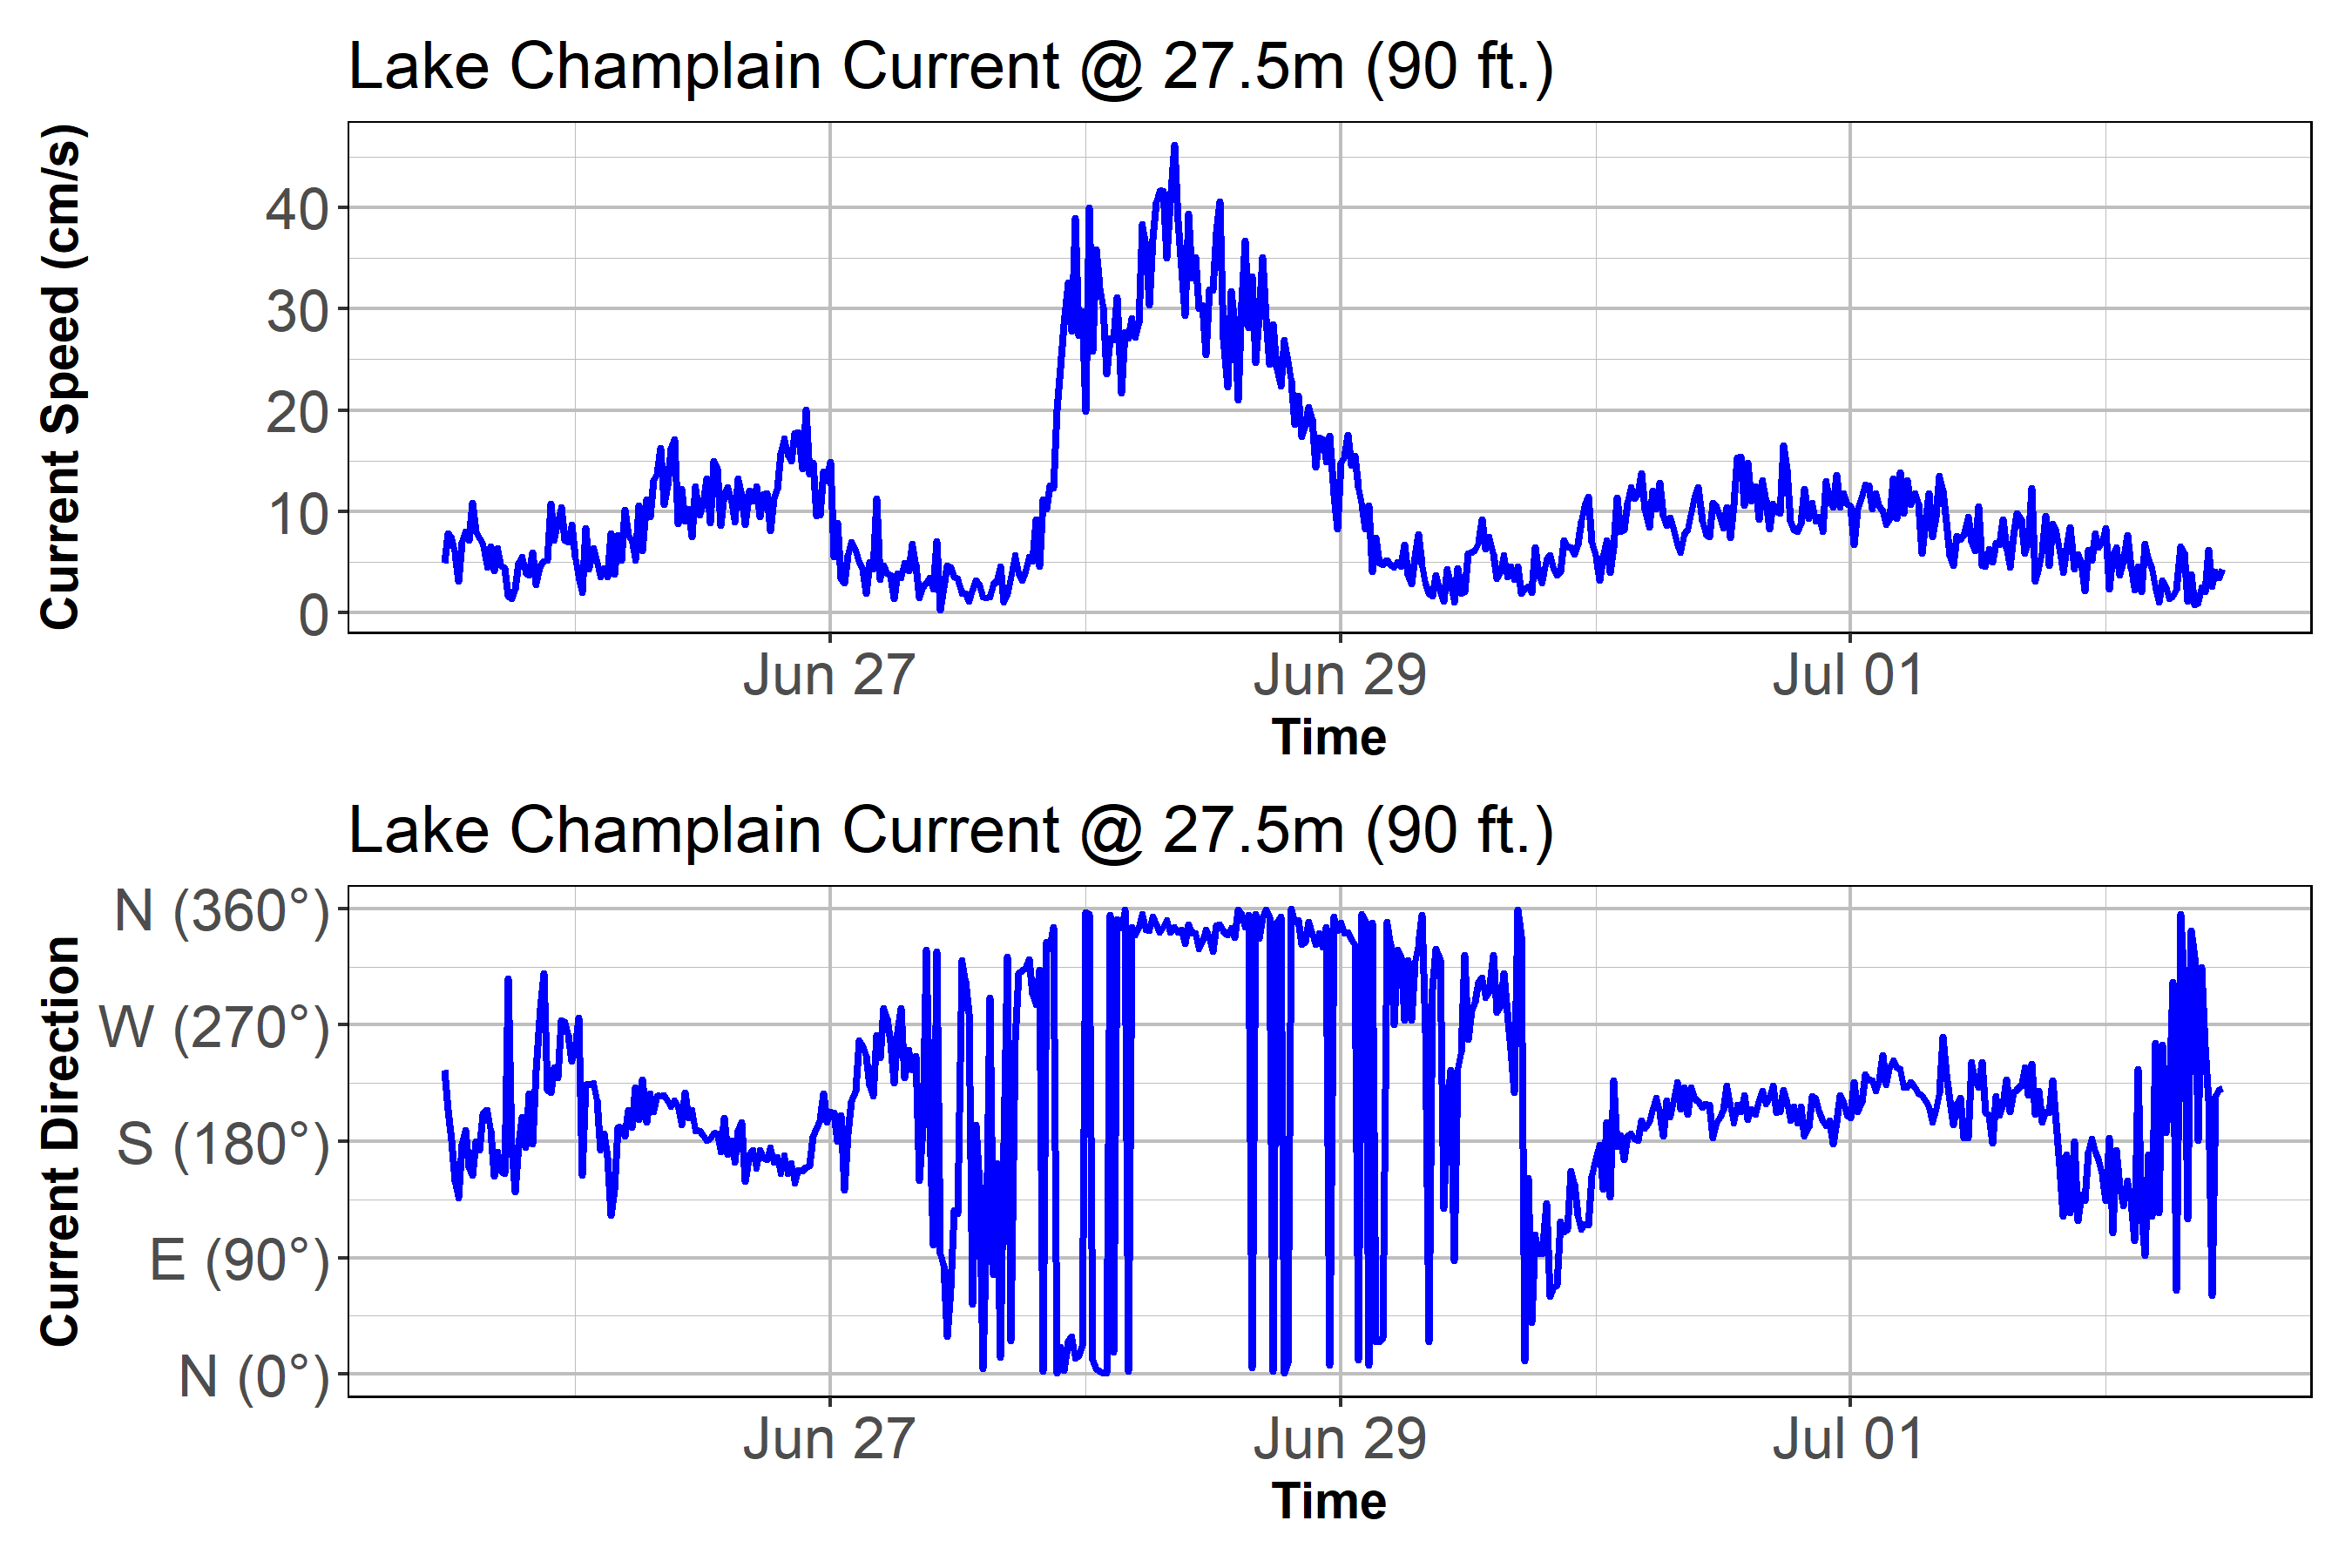 Lake Champlain Current @ 27.5m (90 ft.)
Current Speed (cm/s)
40
30
20
10
0
Jun 27 Jun 29 Jul 01
Time
Lake Champlain Current @ 27.5m (90 ft.)
Current Direction
N (360°)
W (270°)
S (180°)
E (90°)
N (0°)
Jun 27 Jun 29 Jul 01
Time